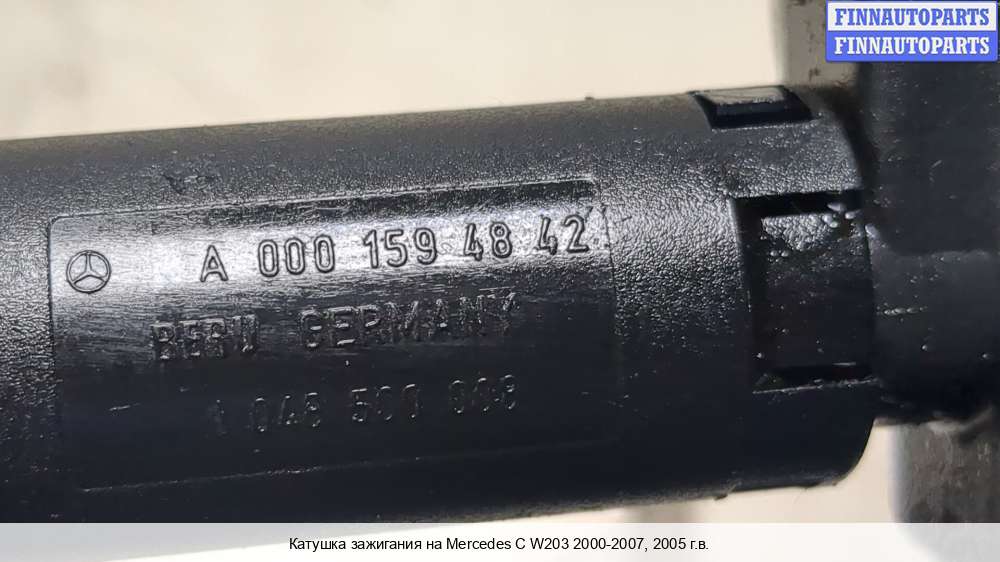 FINNAUTOPARTS
FINNAUTOPARTS
A 000 159 48 42
BERU GERMANY
Катушка зажигания на Mercedes C W203 2000-2007, 2005 г.в.